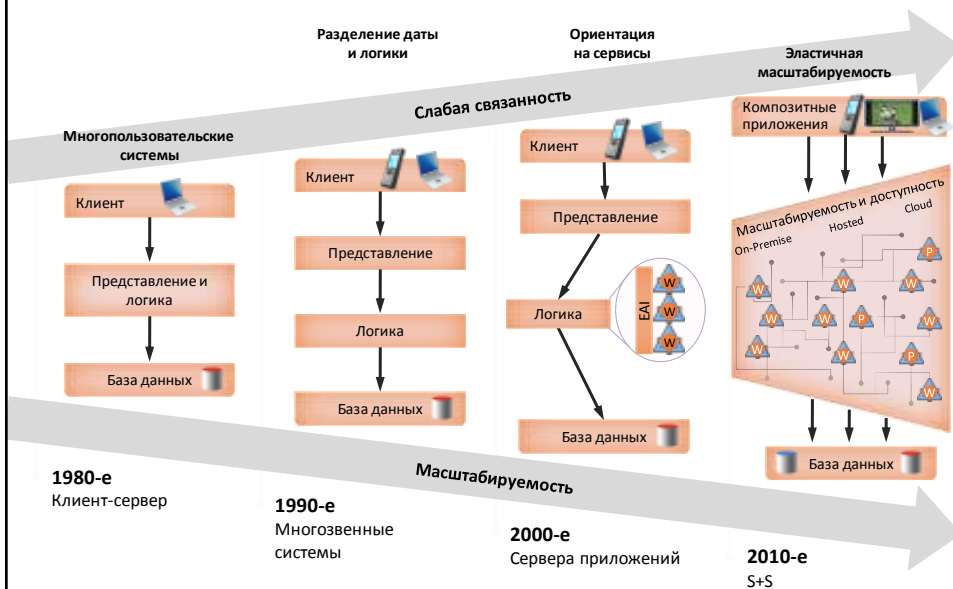 Разделение даты
и логики
Ориентация
на сервисы
Эластичная
масштабируемость
Слабая связанность
Многопользовательские
системы
Клиент
Представление и
логика
База данных
Клиент
Представление
Логика
База данных
Клиент
Представление
Логика
EAI
W
W
W
База данных
Композитные
приложения
Масштабируемость и доступность
On-Premise
Hosted
Cloud
P
W
W
W
W
W
P
W
W
W
P
W
База данных
Масштабируемость
1980-е
Клиент-сервер
1990-е
Многозвенные
системы
2000-е
Сервера приложений
2010-е
S+S